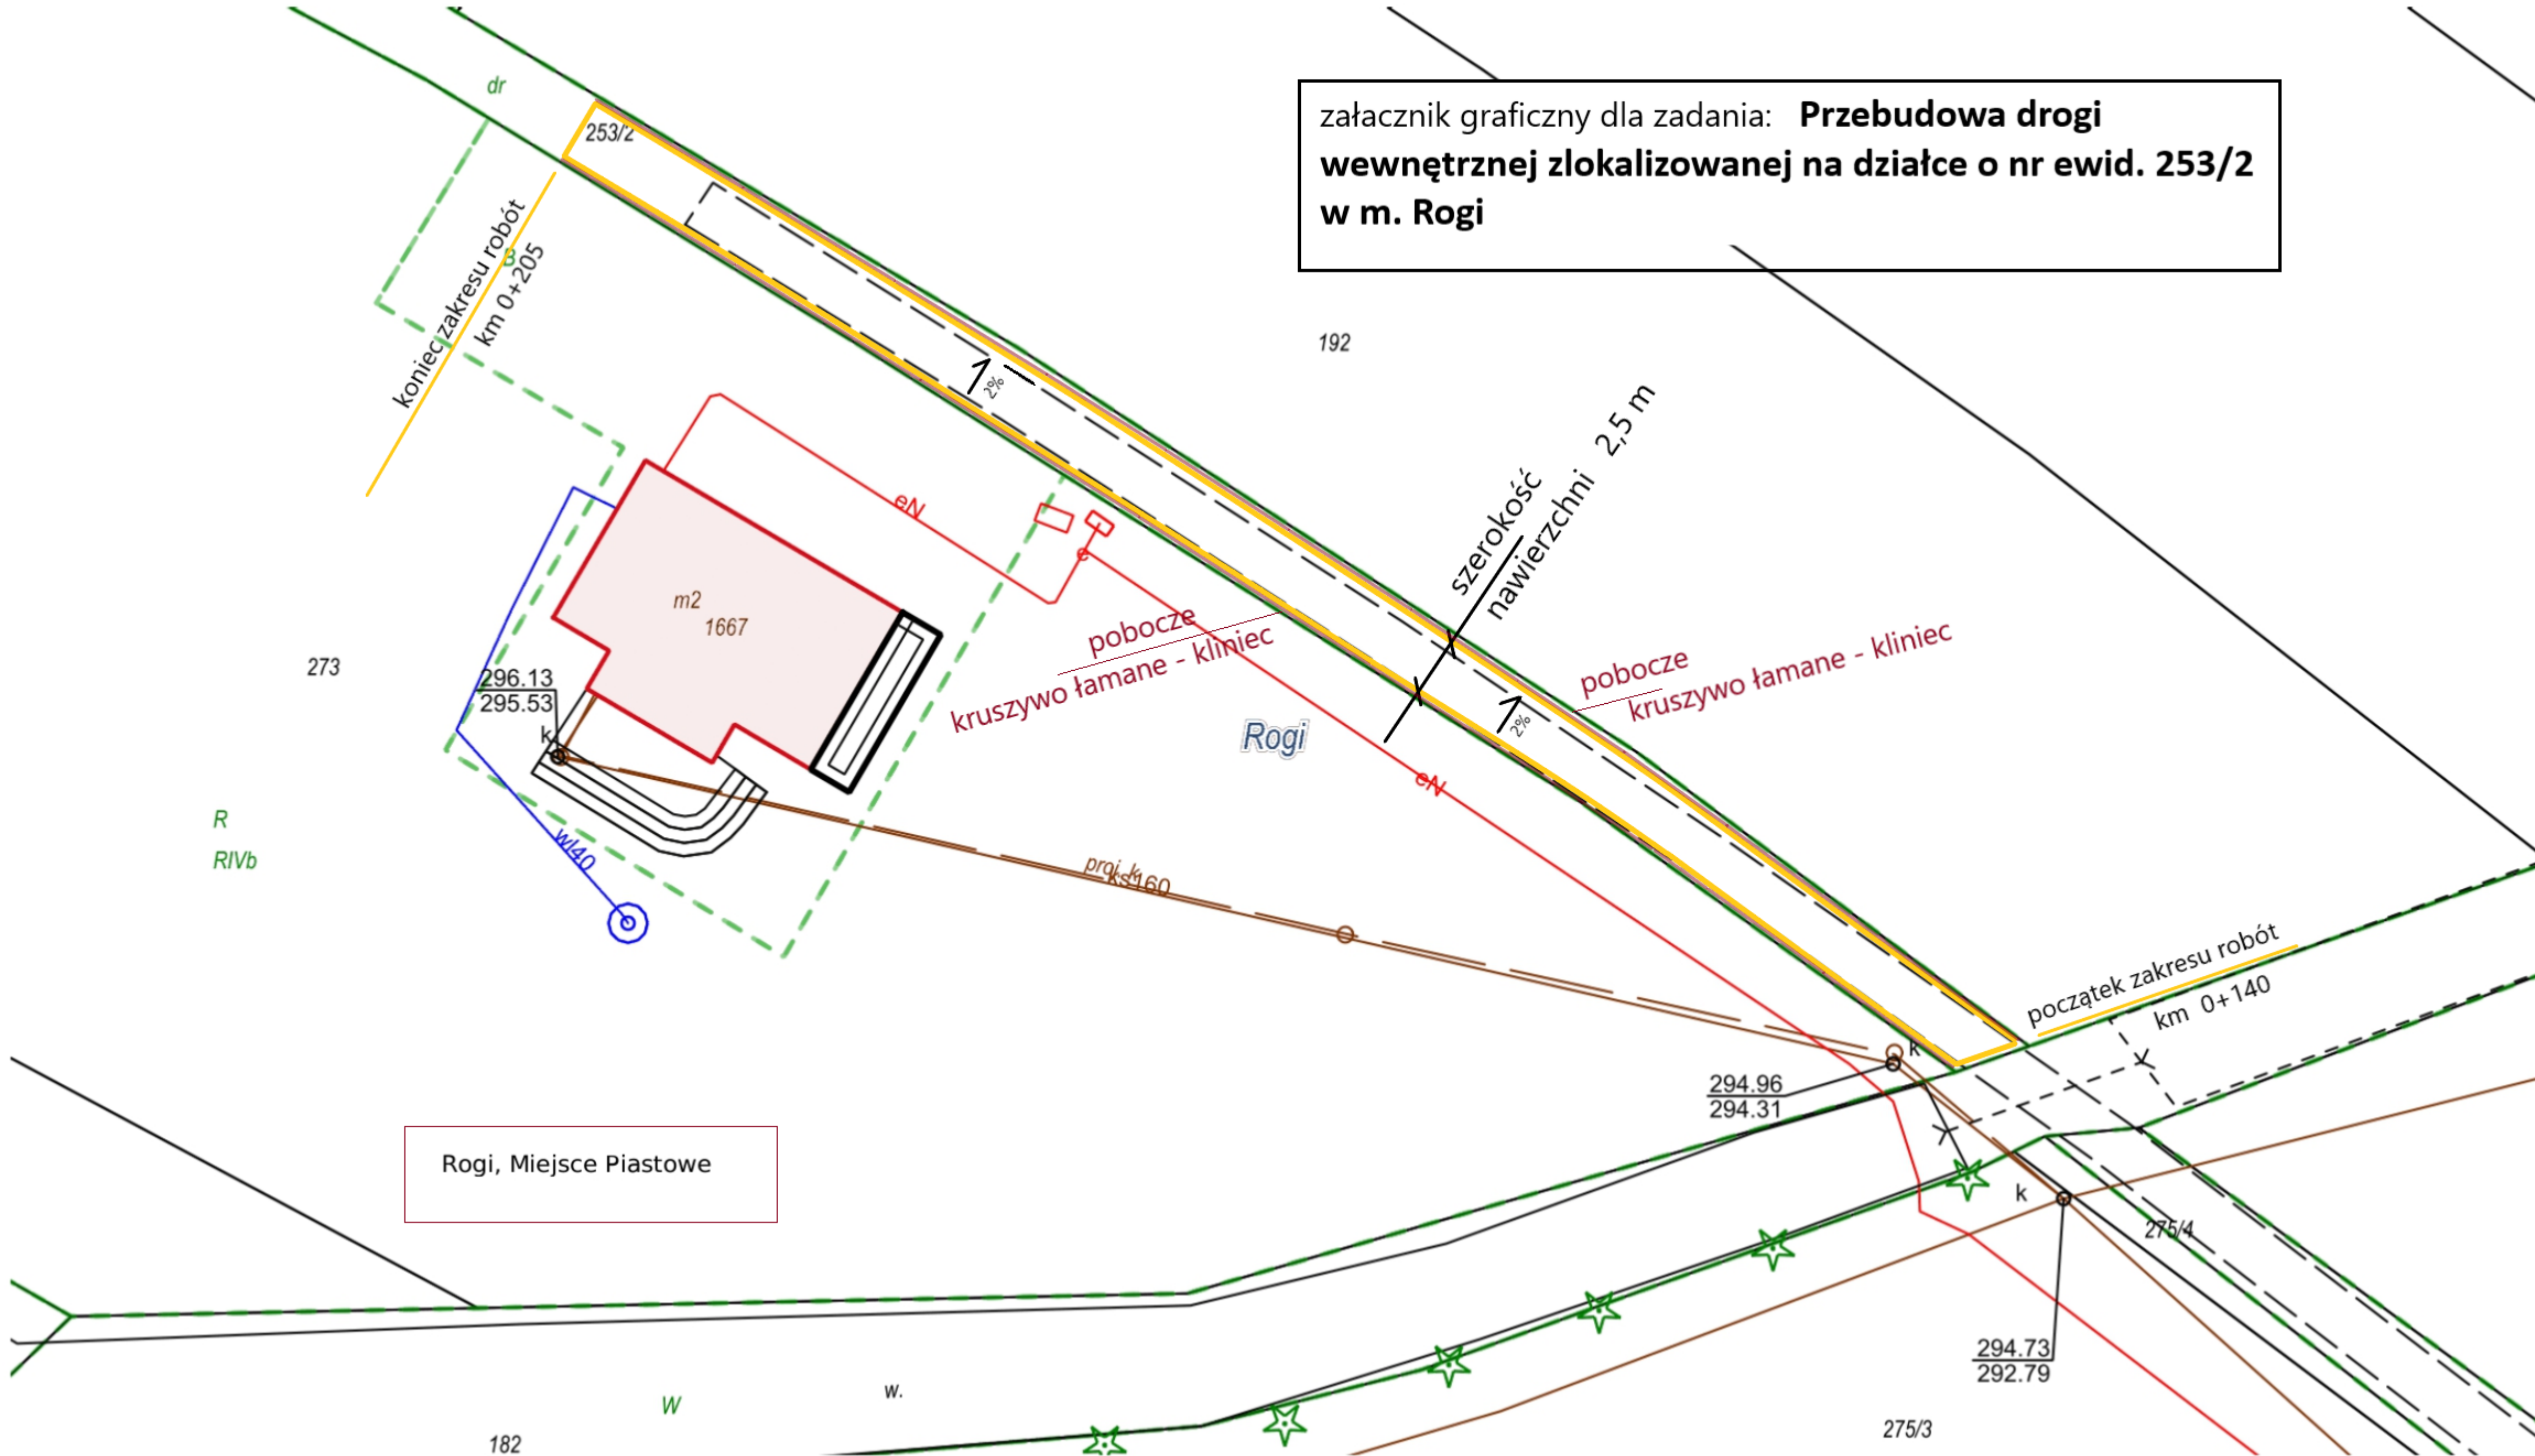 dr
253/2
załacznik graficzny dla zadania: Przebudowa drogi
wewnętrznej zlokalizowanej na działce o nr ewid. 253/2
w m. Rogi
koniec zakresu robót
km 0+205
B
192
2%
szerokość
nawierzchni 2,5 m
eN
e
m2
1667
pobocze
kruszywo łamane - kliniec
pobocze
kruszywo łamane - kliniec
273
296.13
295.53
k
2%
Rogi
eN
R
RIVb
wl40
proj. k
ks160
początek zakresu robót
km 0+140
k
294.96
294.31
Rogi, Miejsce Piastowe
k
275/4
294.73
292.79
W
w.
182
275/3